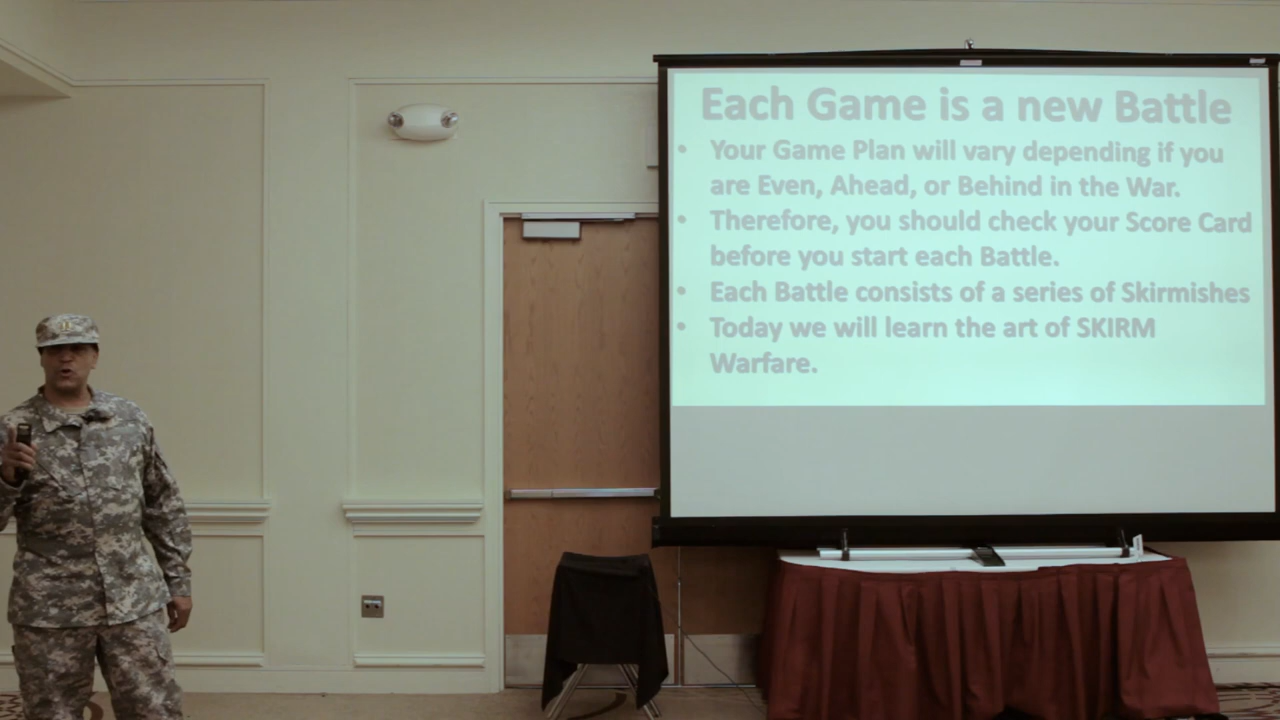 Each Game is a new Battle
• Your Game Plan will vary depending if you
are Even, Ahead, or Behind in the War.
• Therefore, you should check your Score Card
before you start each Battle.
• Each Battle consists of a series of Skirmishes
• Today we will learn the art of SKIRM
Warfare.